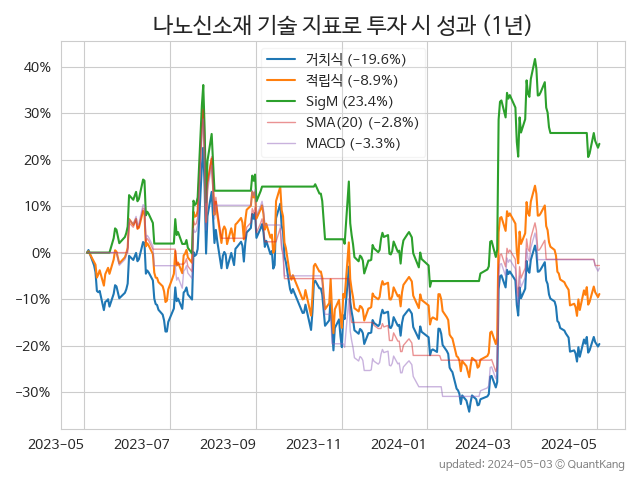 나노신소재 기술 지표로 투자 시 성과 (1년)
거치식 (−19.6%)
적립식 (−8.9%)
SigM (23.4%)
SMA(20) (−2.8%)
MACD (−3.3%)
40%
30%
20%
10%
0%
−10%
−20%
−30%
2023-05 2023-07 2023-09 2023-11 2024-01 2024-03 2024-05
updated: 2024-05-03 ⓒ QuantKang